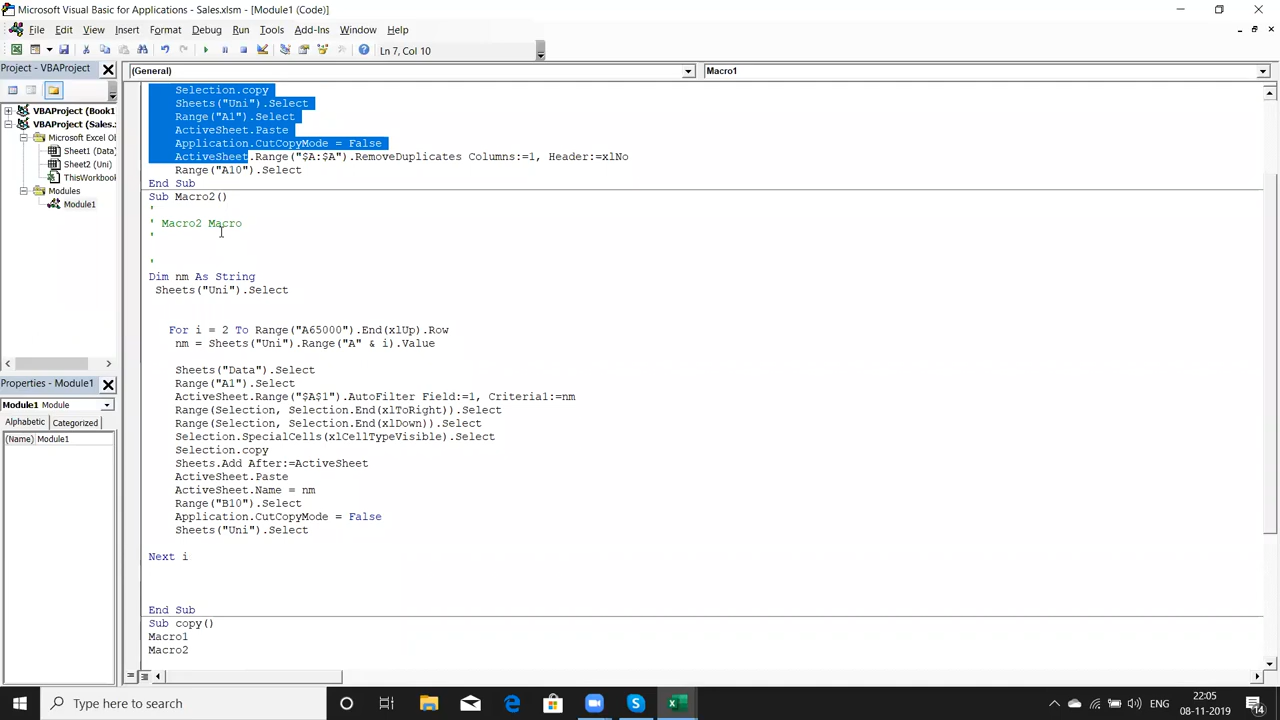 Microsoft Visual Basic for Applications - Sales.xlsm - [Module1 (Code)]
File Edit View Insert Format Debug Run Tools Add-Ins Window Help
Ln 7, Col 10
Project - VBAProject
(General)
Macro1
VBAProject (Book1
VBAProject (Sales.
Microsoft Excel Ob
Sheet1 (Data)
Sheet2 (Uni)
ThisWorkbook
Modules
Module1
Properties - Module1
Module1 Module
Alphabetic Categorized
(Name) Module1
Selection.copy
Sheets("Uni").Select
Range("A1").Select
ActiveSheet.Paste
Application.CutCopyMode = False
ActiveSheet.Range("$A:$A").RemoveDuplicates Columns:=1, Header:=xlNo
Range("A10").Select
End Sub
Sub Macro2()
'
' Macro2 Macro
'
'
Dim nm As String
Sheets("Uni").Select
For i = 2 To Range("A65000").End(xlUp).Row
nm = Sheets("Uni").Range("A" & i).Value
Sheets("Data").Select
Range("A1").Select
ActiveSheet.Range("$A$1").AutoFilter Field:=1, Criteria1:=nm
Range(Selection, Selection.End(xlToRight)).Select
Range(Selection, Selection.End(xlDown)).Select
Selection.SpecialCells(xlCellTypeVisible).Select
Selection.copy
Sheets.Add After:=ActiveSheet
ActiveSheet.Paste
ActiveSheet.Name = nm
Range("B10").Select
Application.CutCopyMode = False
Sheets("Uni").Select
Next i
End Sub
Sub copy()
Macro1
Macro2
Type here to search
ENG
22:05
08-11-2019
14